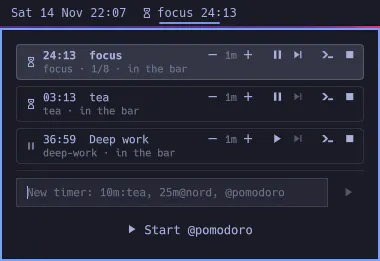 Sat 14 Nov 22:07 focus 24:13
24:13 focus − 1m +
focus · 1/8 · in the bar
03:13 tea − 1m +
tea · in the bar
36:59 Deep work − 1m +
deep-work · in the bar
New timer: 10m:tea, 25m@nord, @pomodoro
Start @pomodoro